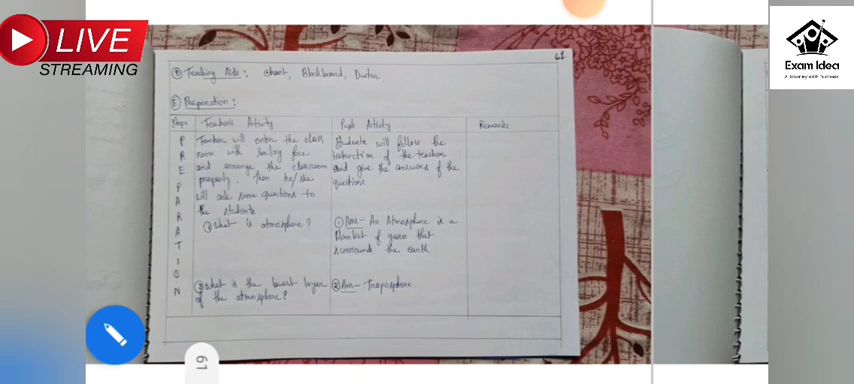 LIVE
STREAMING
Exam Idea
A Journey with Success
61
Ⓓ Teaching Aids : Chart, Blackboard, Duster
Ⓔ Preparation :
Steps Teacher's Activity Pupil Activity Remarks
PREPARATION
Teacher will enter the class
room with smiling face
and arrange the classroom
properly. Then he/she
will ask some questions to
the students
① What is atmosphere?
② What is the lowest layer
of the atmosphere?
Students will follow the
instruction of the teacher
and give the answers of the
questions
① Ans- An Atmosphere is a
blanket of gases that
surrounds the earth
② Ans- Troposphere
61